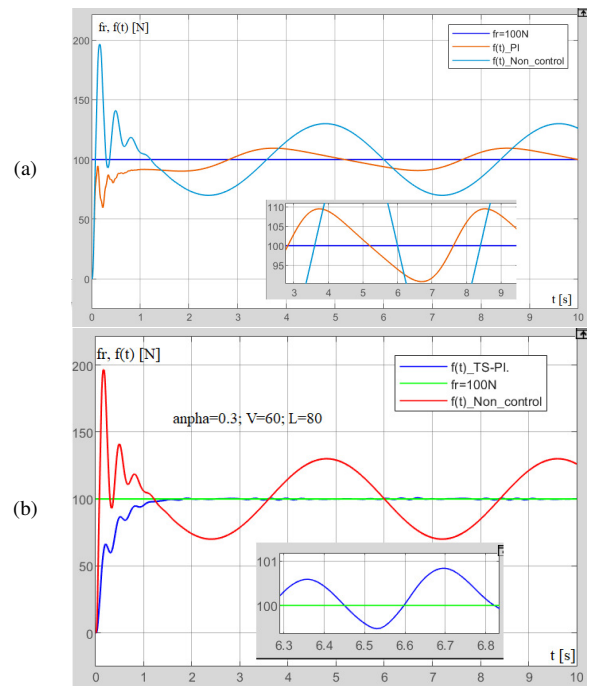 fr, f(t) [N]
fr=100N
f(t)_PI
f(t)_Non_control
200
150
100
50
0
(a)
110
105
100
95
3 4 5 6 7 8 9
t [s]
0 1 2 3 4 5 6 7 8 9 10
fr, f(t) [N]
f(t)_TS-PI.
fr=100N
f(t)_Non_control
anpha=0.3; V=60; L=80
200
150
100
50
0
(b)
101
100
6.3 6.4 6.5 6.6 6.7 6.8
t [s]
0 1 2 3 4 5 6 7 8 9 10